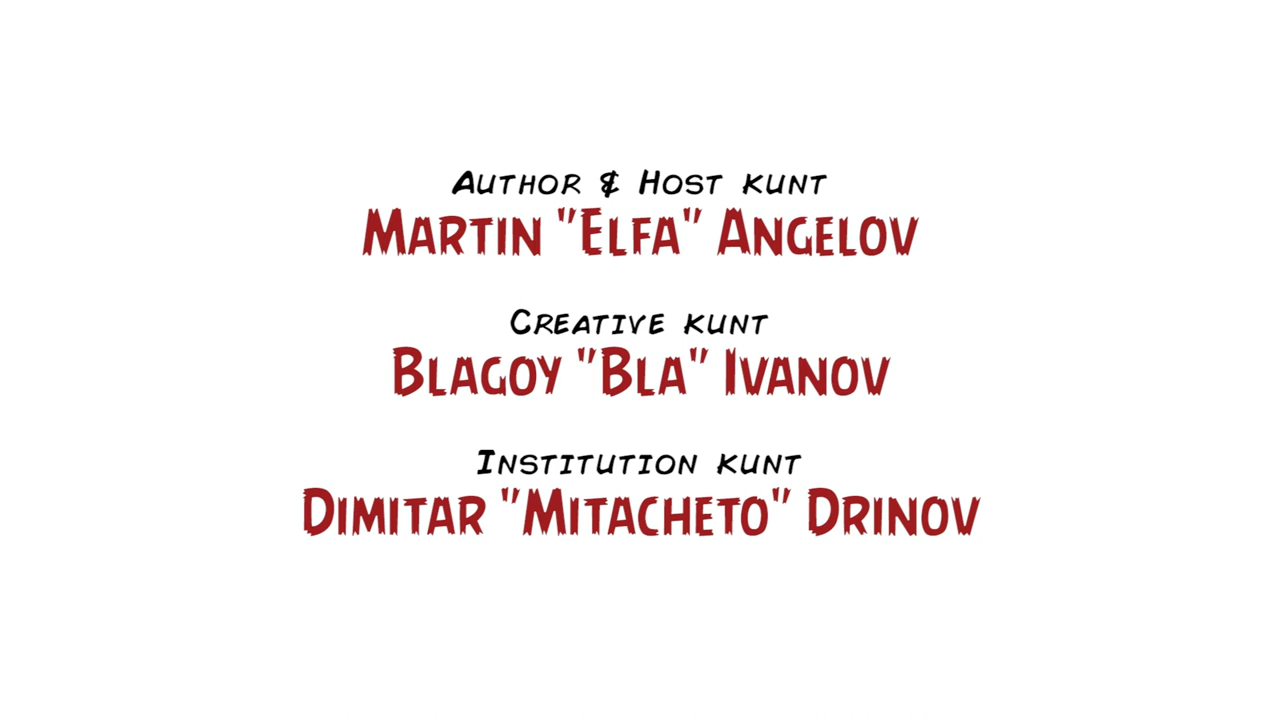 Author & Host kunt
Martin "Elfa" Angelov
Creative kunt
Blagoy "Bla" Ivanov
Institution kunt
Dimitar "Mitacheto" Drinov